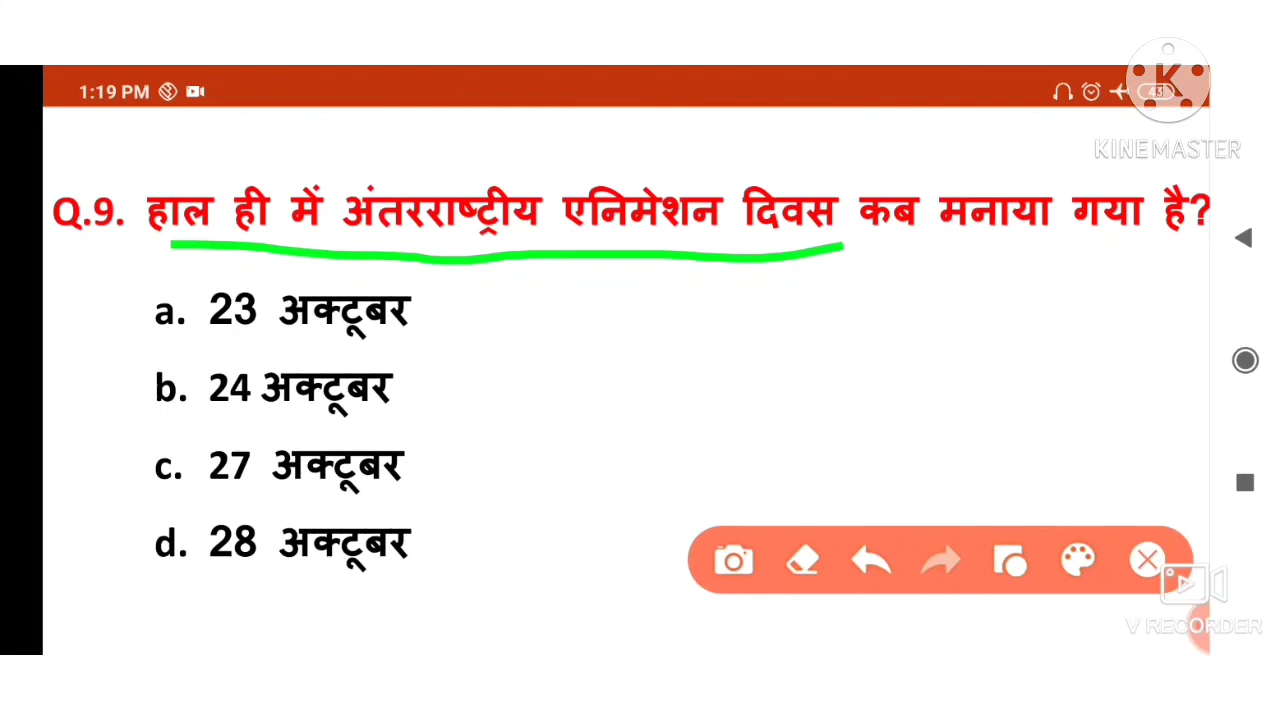 1:19 PM
43
K
KINEMASTER
Q.9. हाल ही में अंतरराष्ट्रीय एनिमेशन दिवस कब मनाया गया है?
a. 23 अक्टूबर
b. 24 अक्टूबर
c. 27 अक्टूबर
d. 28 अक्टूबर
V RECORDER